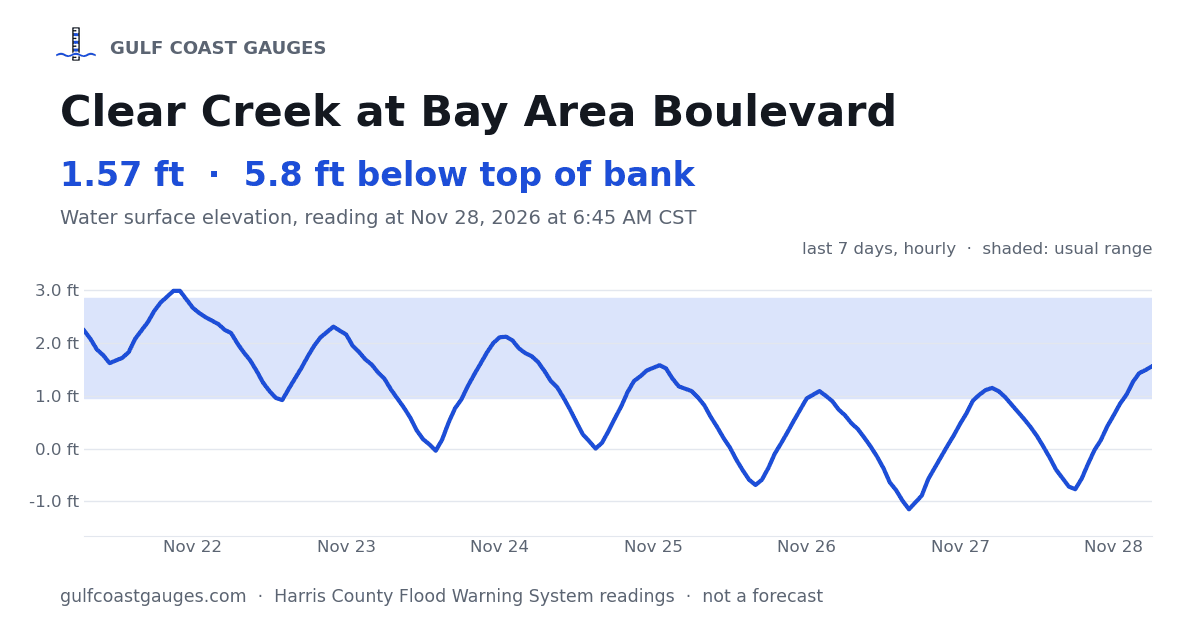 GULF COAST GAUGES
Clear Creek at Bay Area Boulevard
1.57 ft · 5.8 ft below top of bank
Water surface elevation, reading at Nov 28, 2026 at 6:45 AM CST
last 7 days, hourly · shaded: usual range
3.0 ft
2.0 ft
1.0 ft
0.0 ft
-1.0 ft
Nov 22 Nov 23 Nov 24 Nov 25 Nov 26 Nov 27 Nov 28
gulfcoastgauges.com · Harris County Flood Warning System readings · not a forecast